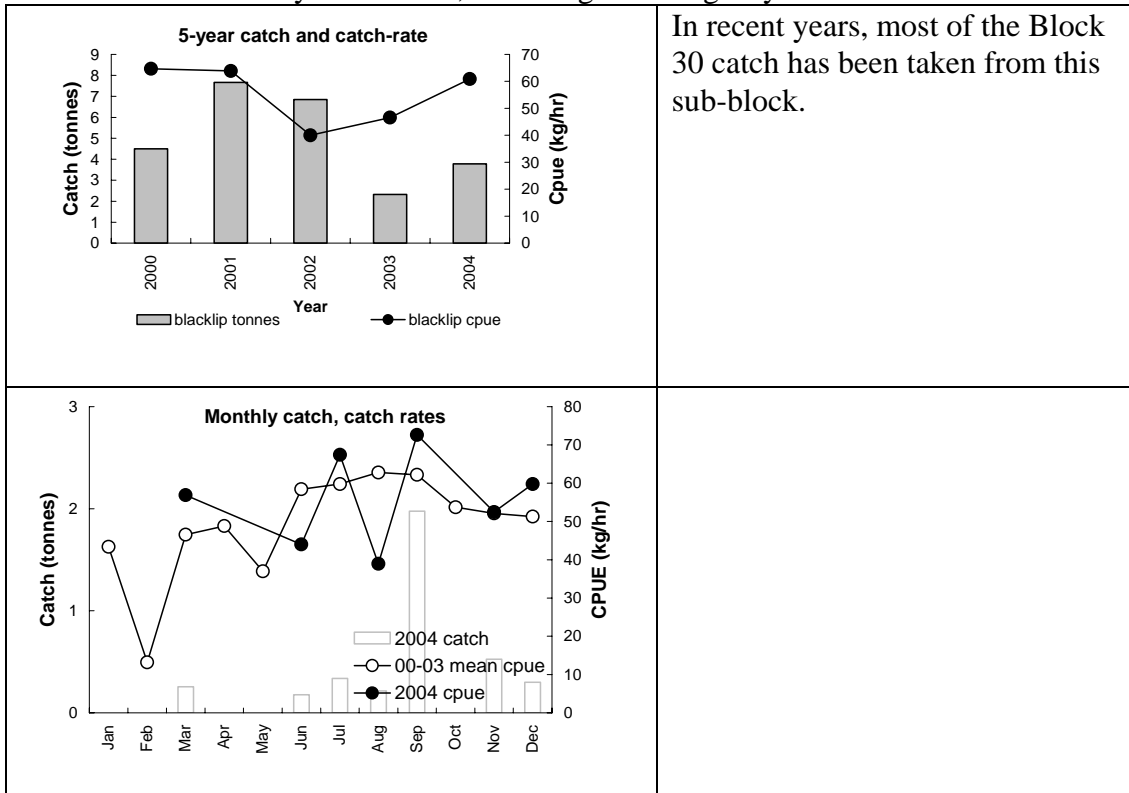 5-year catch and catch-rate
9
8
7
6
5
4
3
2
1
0
Catch (tonnes)
70
60
50
40
30
20
10
0
Cpue (kg/hr)
2000
2001
2002
2003
2004
Year
blacklip tonnes
blacklip cpue
In recent years, most of the Block
30 catch has been taken from this
sub-block.
Monthly catch, catch rates
3
2
1
0
Catch (tonnes)
80
70
60
50
40
30
20
10
0
CPUE (kg/hr)
2004 catch
00-03 mean cpue
2004 cpue
Jan
Feb
Mar
Apr
May
Jun
Jul
Aug
Sep
Oct
Nov
Dec